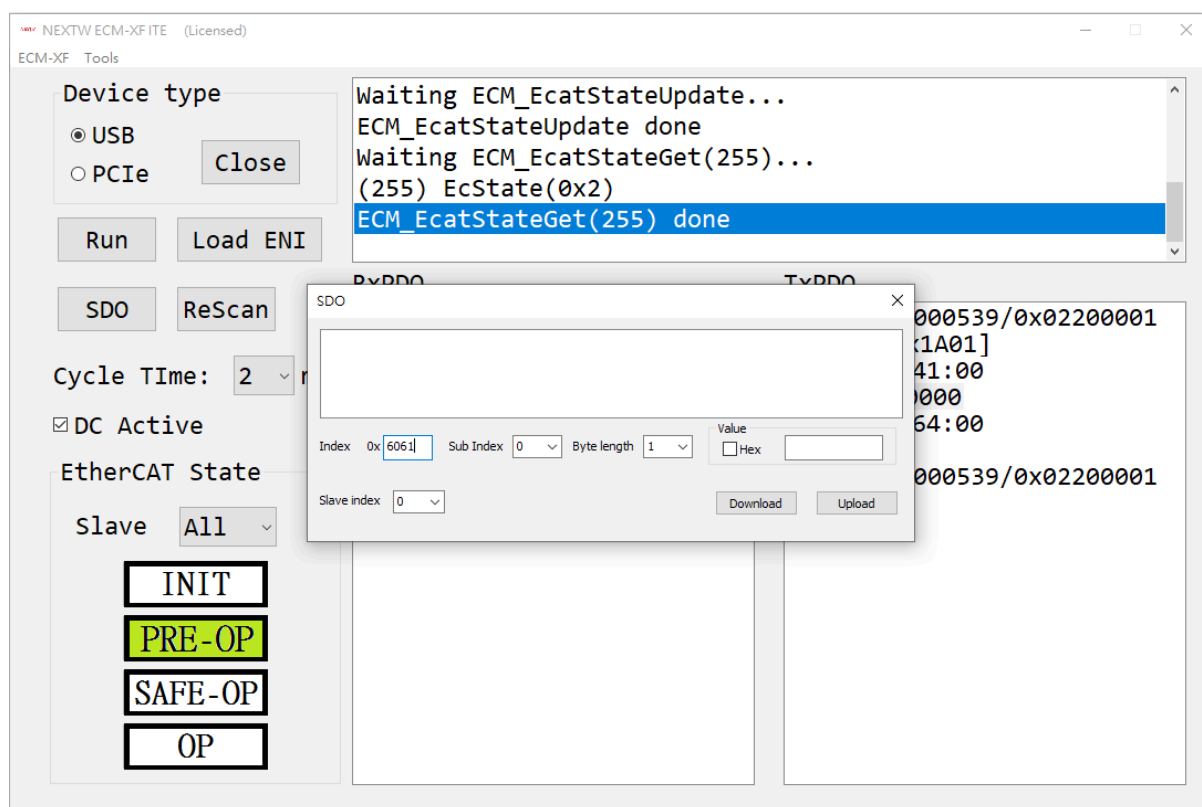 NEXTW ECM-XF ITE (Licensed)
ECM-XF Tools
Device type
USB
PCIe
Close
Run
Load ENI
SDO
ReScan
Cycle TIme: 2
DC Active
EtherCAT State
Slave All
INIT
PRE-OP
SAFE-OP
OP
Waiting ECM_EcatStateUpdate...
ECM_EcatStateUpdate done
Waiting ECM_EcatStateGet(255)...
(255) EcState(0x2)
ECM_EcatStateGet(255) done
RxPDO
TxPDO
000539/0x02200001
1A01]
41:00
0000
64:00
000539/0x02200001
SDO
Index 0x 6061 Sub Index 0 Byte length 1
Value
Hex
Slave index 0
Download
Upload